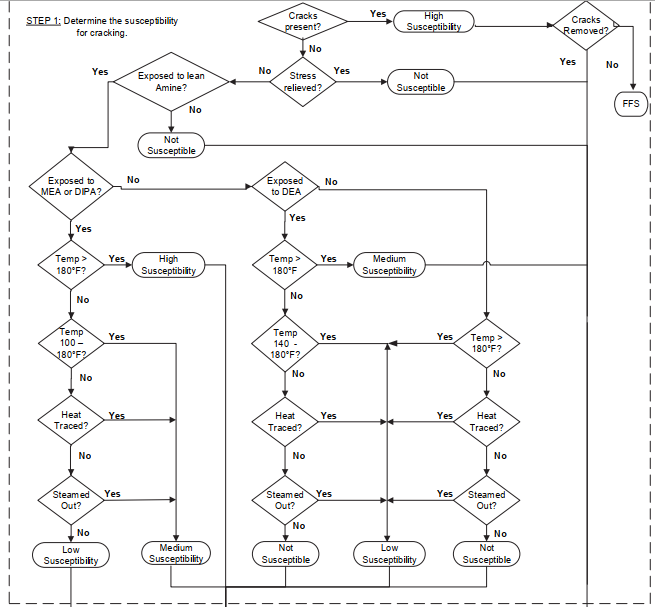 STEP 1: Determine the susceptibility
for cracking.
Cracks
present?
Yes
High
Susceptibility
Cracks
Removed?
No
Yes
No
FFS
Stress
relieved?
Yes
Not
Susceptible
No
Exposed to lean
Amine?
Yes
No
Not
Susceptible
Exposed to
MEA or DIPA?
No
Exposed
to DEA
No
Yes
Yes
Temp >
180°F?
Yes
High
Susceptibility
Temp >
180°F
Yes
Medium
Susceptibility
No
No
Temp
100 –
180°F?
Yes
Temp
140 -
180°F?
Yes
Yes
Temp >
180°F?
No
No
No
Heat
Traced?
Yes
Heat
Traced?
Yes
Yes
Heat
Traced?
No
No
No
Steamed
Out?
Yes
Steamed
Out?
Yes
Yes
Steamed
Out?
No
No
No
Low
Susceptibility
Medium
Susceptibility
Not
Susceptible
Low
Susceptibility
Not
Susceptible